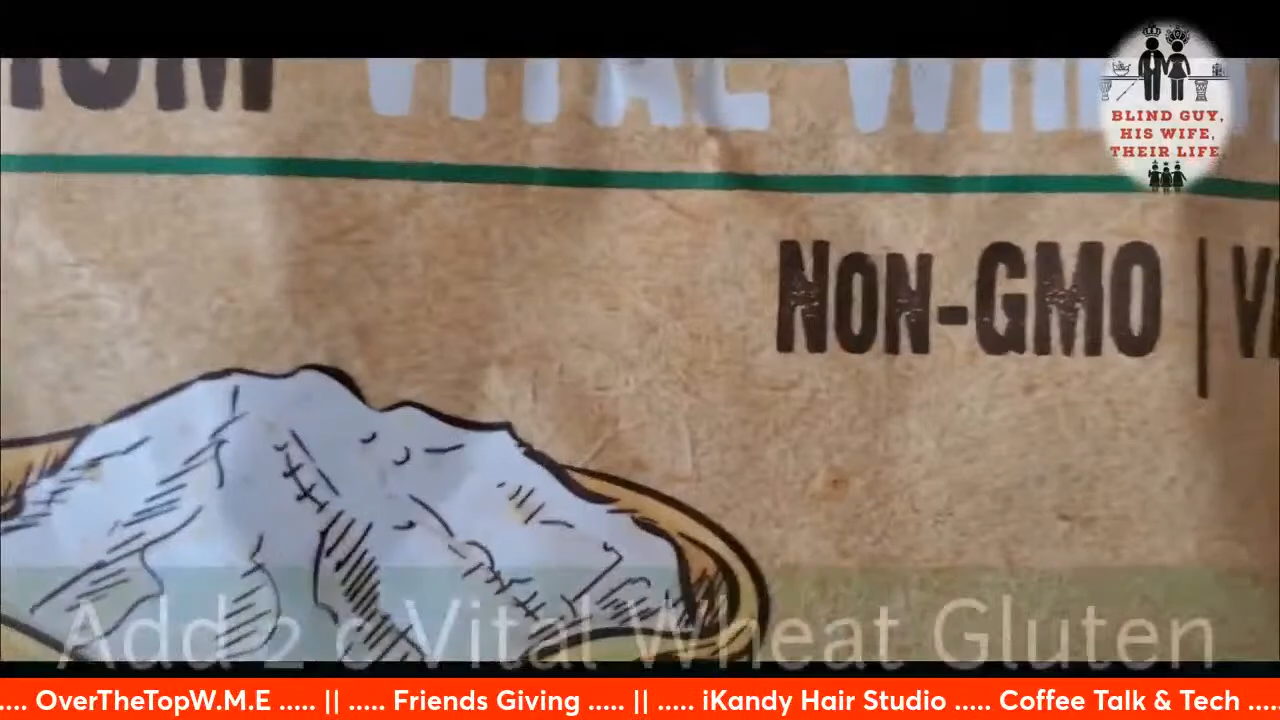 VITAL
BLIND GUY,
HIS WIFE,
THEIR LIFE
NON-GMO |
Add 2 c Vital Wheat Gluten
.... OverTheTopW.M.E ..... || ..... Friends Giving ..... || ..... iKandy Hair Studio ..... Coffee Talk & Tech ....